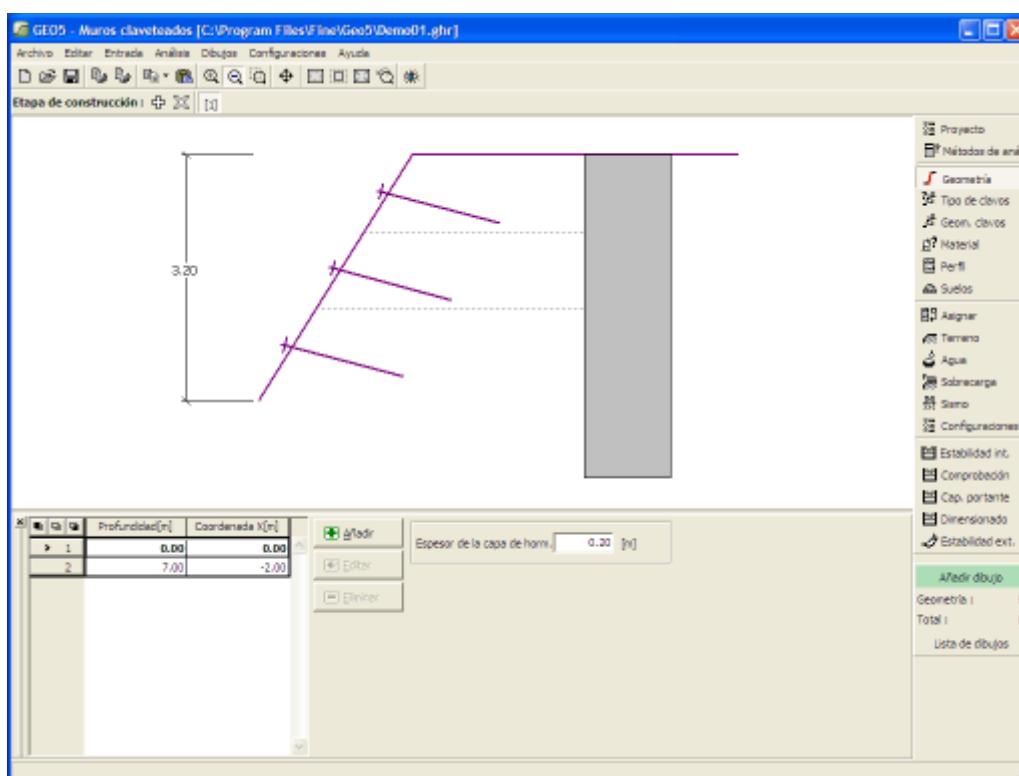 GEO5 - Muros claveteados [C:\Program Files\Fine\Geo5\Demo01.ghr]
Archivo Editar Entrada Análisis Dibujos Configuraciones Ayuda
Etapa de construcción : [1]
3.20
Proyecto
Métodos de aná
Geometría
Tipo de clavos
Geom. clavos
Material
Perfil
Suelos
Asignar
Terreno
Agua
Sobrecarga
Sismo
Configuraciones
Estabilidad int.
Comprobación
Cap. portante
Dimensionado
Estabilidad ext.
Añadir dibujo
Geometría :
Total :
Lista de dibujos
Profundidad[m] Coordenada X[m]
> 1 0.00 0.00
2 7.00 -2.00
Añadir
Editar
Eliminar
Espesor de la capa de horm. 0.20 [m]